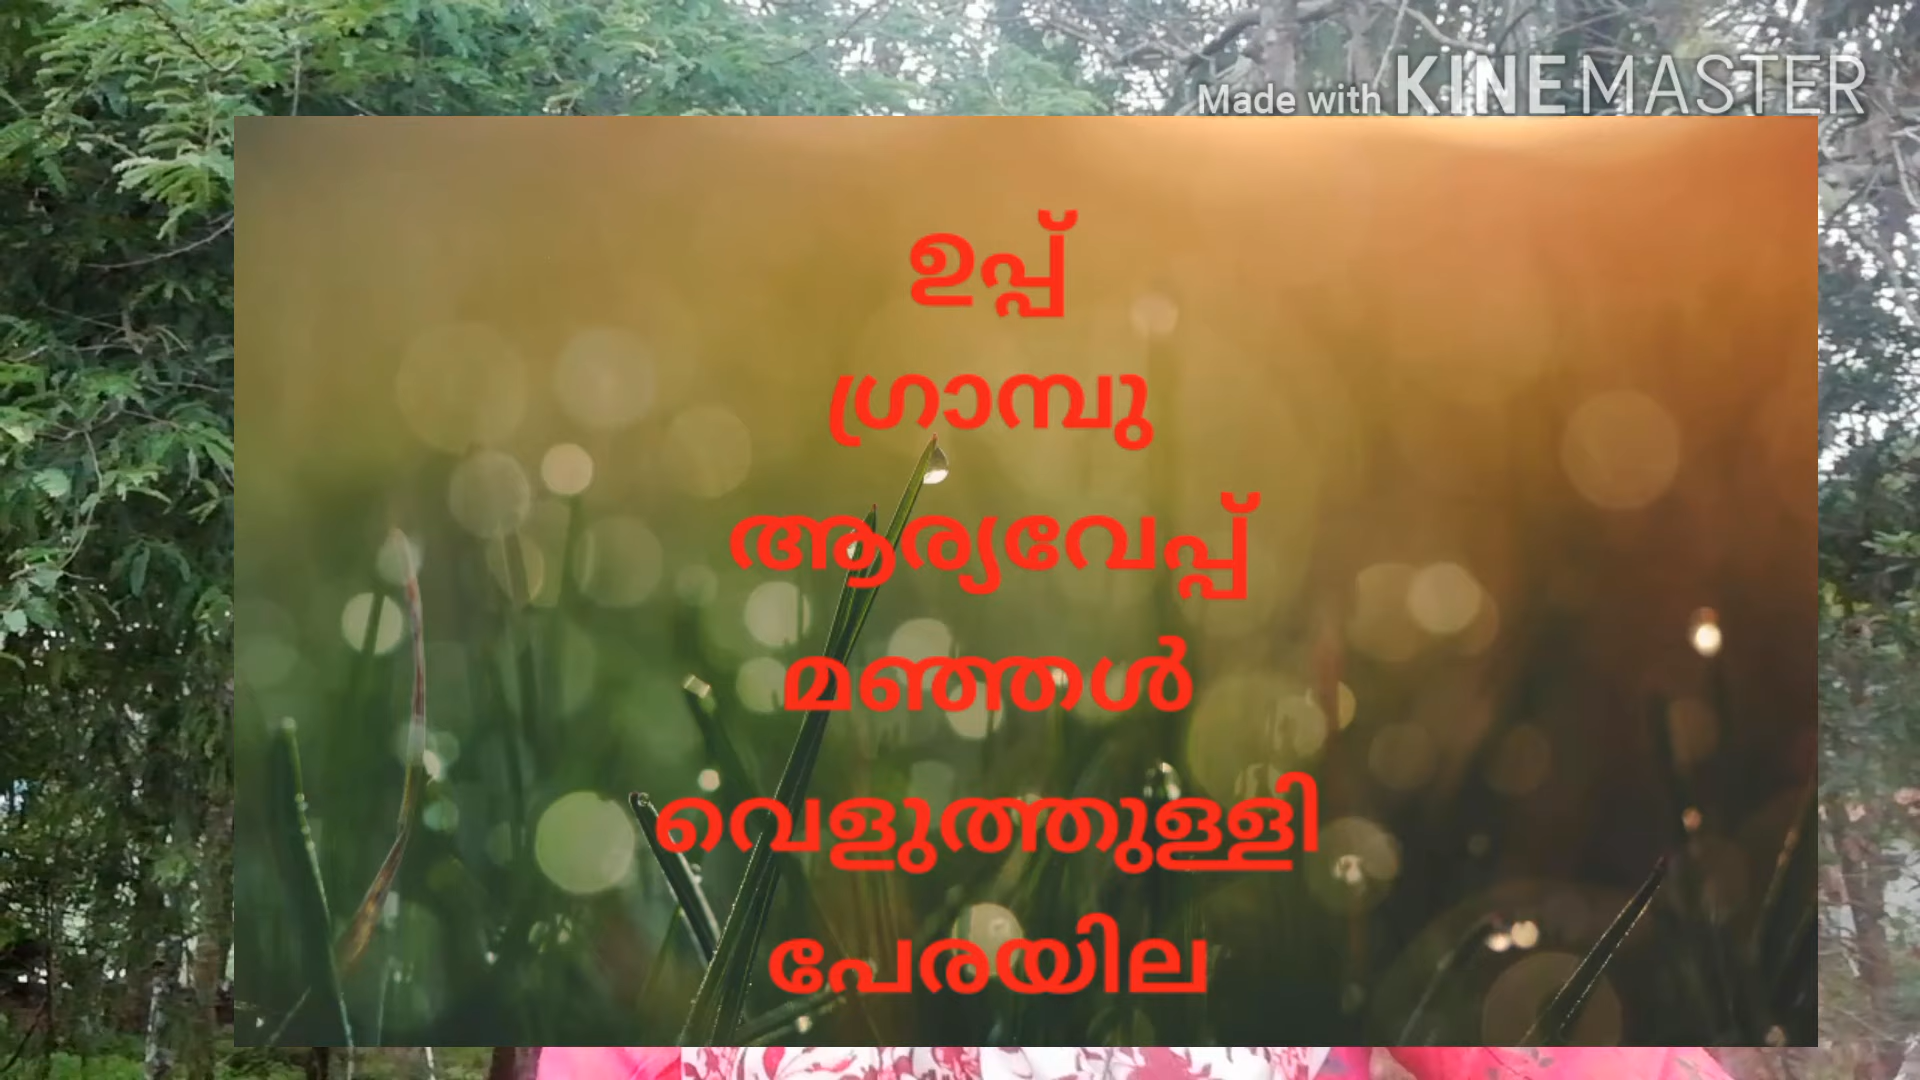 Made with KINEMASTER
ഉപ്പ്
ഗ്രാമ്പു
ആര്യവേപ്പ്
മഞ്ഞൾ
വെളുത്തുള്ളി
പേരയില